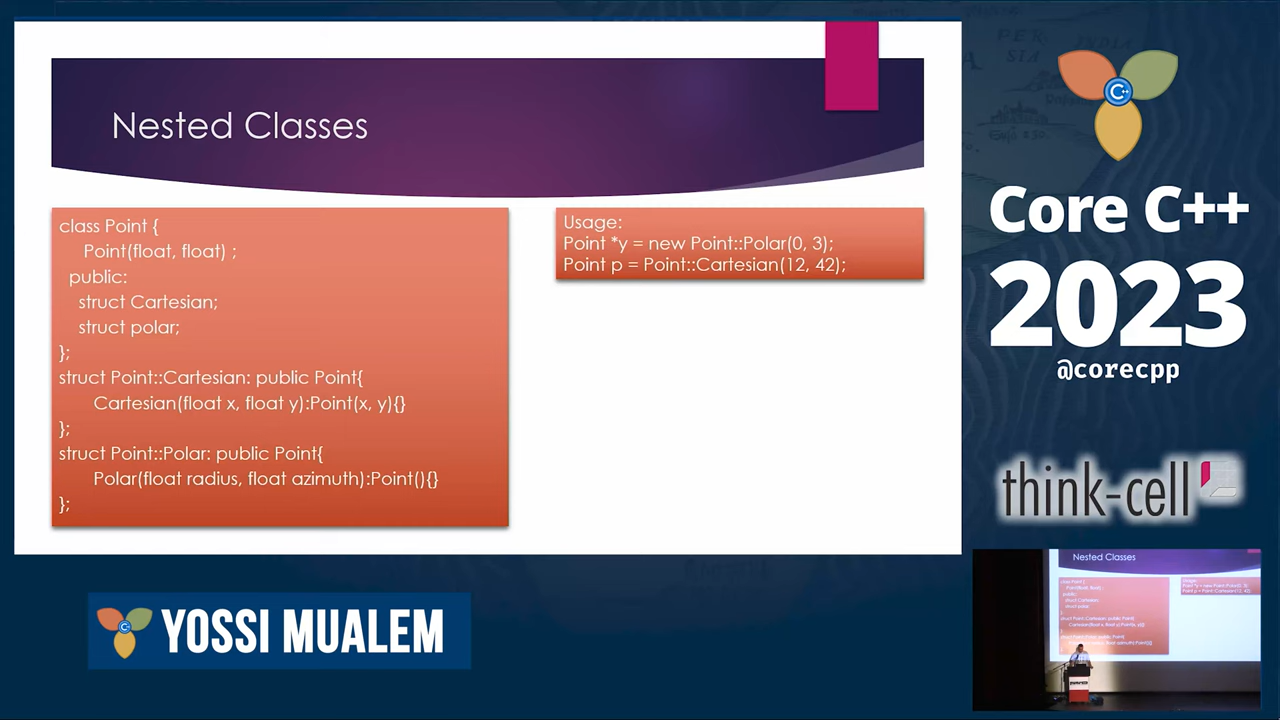 Nested Classes
class Point {
Point(float, float) ;
public:
struct Cartesian;
struct polar;
};
struct Point::Cartesian: public Point{
Cartesian(float x, float y):Point(x, y){}
};
struct Point::Polar: public Point{
Polar(float radius, float azimuth):Point(){}
};
Usage:
Point *y = new Point::Polar(0, 3);
Point p = Point::Cartesian(12, 42);
C++
Core C++
2023
@corecpp
think-cell
YOSSI MUALEM
Nested Classes